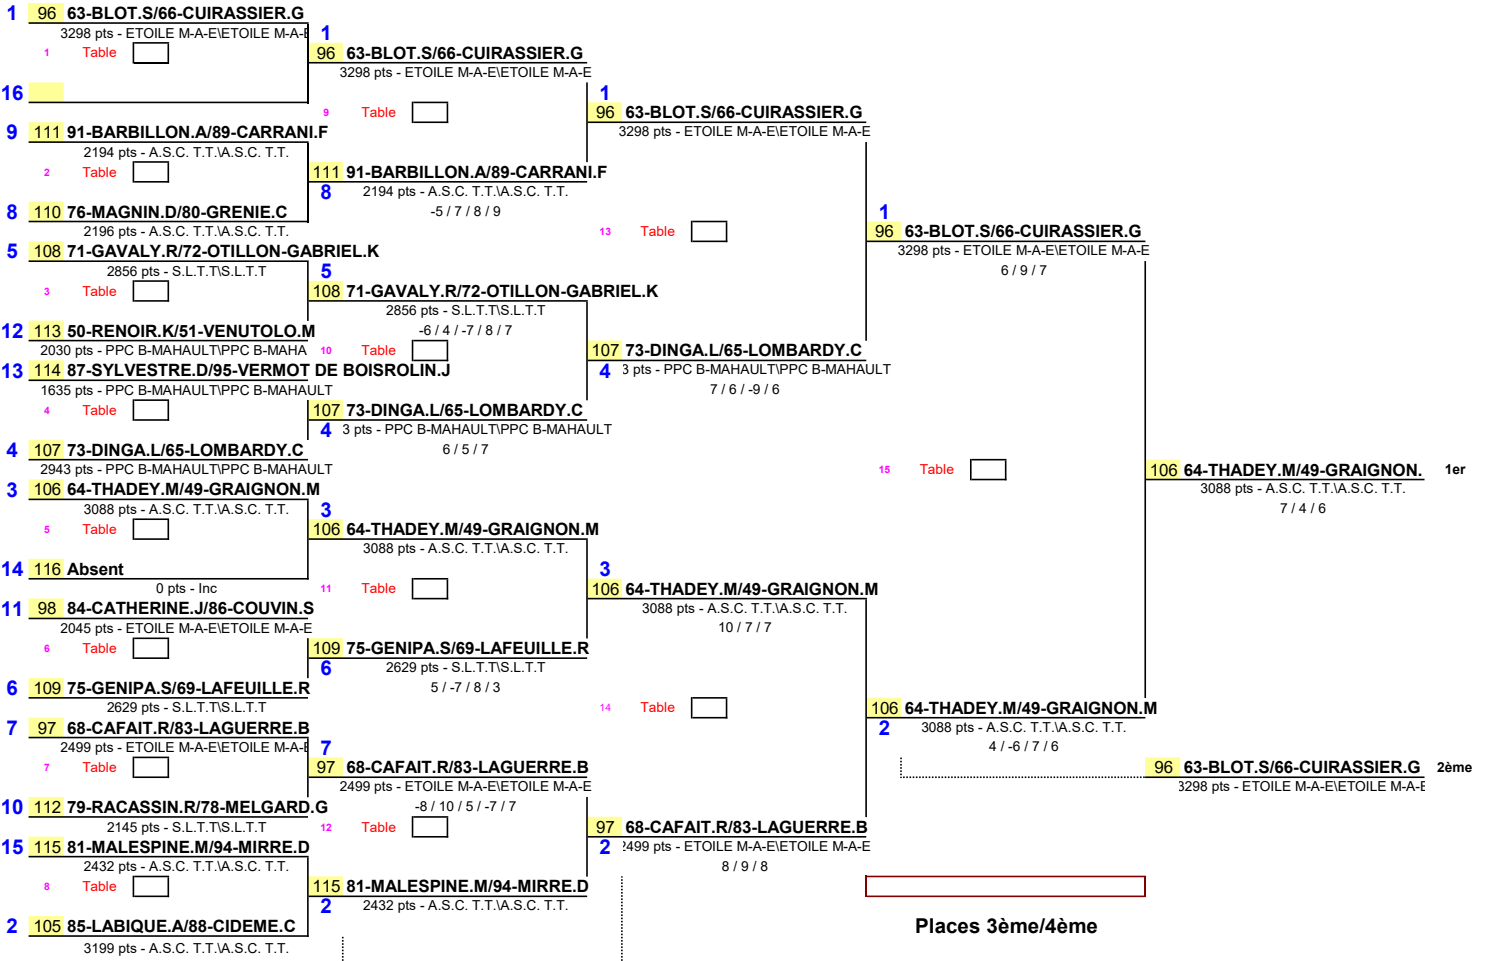 1 96 63-BLOT.S/66-CUIRASSIER.G
3298 pts - ETOILE M-A-E\ETOILE M-A-E
1 Table
16
9 111 91-BARBILLON.A/89-CARRANI.F
2194 pts - A.S.C. T.T.\A.S.C. T.T.
2 Table
8 110 76-MAGNIN.D/80-GRENIE.C
2196 pts - A.S.C. T.T.\A.S.C. T.T.
5 108 71-GAVALY.R/72-OTILLON-GABRIEL.K
2856 pts - S.L.T.T\S.L.T.T
3 Table
12 113 50-RENOIR.K/51-VENUTOLO.M
2030 pts - PPC B-MAHAULT\PPC B-MAHA
13 114 87-SYLVESTRE.D/95-VERMOT DE BOISROLIN.J
1635 pts - PPC B-MAHAULT\PPC B-MAHAULT
4 Table
4 107 73-DINGA.L/65-LOMBARDY.C
2943 pts - PPC B-MAHAULT\PPC B-MAHAULT
3 106 64-THADEY.M/49-GRAIGNON.M
3088 pts - A.S.C. T.T.\A.S.C. T.T.
5 Table
14 116 Absent
0 pts - Inc
11 98 84-CATHERINE.J/86-COUVIN.S
2045 pts - ETOILE M-A-E\ETOILE M-A-E
6 Table
6 109 75-GENIPA.S/69-LAFEUILLE.R
2629 pts - S.L.T.T\S.L.T.T
7 97 68-CAFAIT.R/83-LAGUERRE.B
2499 pts - ETOILE M-A-E\ETOILE M-A-E
7 Table
10 112 79-RACASSIN.R/78-MELGARD.G
2145 pts - S.L.T.T\S.L.T.T
15 115 81-MALESPINE.M/94-MIRRE.D
2432 pts - A.S.C. T.T.\A.S.C. T.T.
8 Table
2 105 85-LABIQUE.A/88-CIDEME.C
3199 pts - A.S.C. T.T.\A.S.C. T.T.
1
96 63-BLOT.S/66-CUIRASSIER.G
3298 pts - ETOILE M-A-E\ETOILE M-A-E
9 Table
111 91-BARBILLON.A/89-CARRANI.F
8 2194 pts - A.S.C. T.T.\A.S.C. T.T.
-5 / 7 / 8 / 9
5
108 71-GAVALY.R/72-OTILLON-GABRIEL.K
2856 pts - S.L.T.T\S.L.T.T
-6 / 4 / -7 / 8 / 7
10 Table
107 73-DINGA.L/65-LOMBARDY.C
4 3 pts - PPC B-MAHAULT\PPC B-MAHAULT
6 / 5 / 7
3
106 64-THADEY.M/49-GRAIGNON.M
3088 pts - A.S.C. T.T.\A.S.C. T.T.
11 Table
109 75-GENIPA.S/69-LAFEUILLE.R
6 2629 pts - S.L.T.T\S.L.T.T
5 / -7 / 8 / 3
7
97 68-CAFAIT.R/83-LAGUERRE.B
2499 pts - ETOILE M-A-E\ETOILE M-A-E
-8 / 10 / 5 / -7 / 7
12 Table
115 81-MALESPINE.M/94-MIRRE.D
2 2432 pts - A.S.C. T.T.\A.S.C. T.T.
1
96 63-BLOT.S/66-CUIRASSIER.G
3298 pts - ETOILE M-A-E\ETOILE M-A-E
13 Table
107 73-DINGA.L/65-LOMBARDY.C
4 3 pts - PPC B-MAHAULT\PPC B-MAHAULT
7 / 6 / -9 / 6
3
106 64-THADEY.M/49-GRAIGNON.M
3088 pts - A.S.C. T.T.\A.S.C. T.T.
10 / 7 / 7
14 Table
97 68-CAFAIT.R/83-LAGUERRE.B
2 2499 pts - ETOILE M-A-E\ETOILE M-A-E
8 / 9 / 8
1
96 63-BLOT.S/66-CUIRASSIER.G
3298 pts - ETOILE M-A-E\ETOILE M-A-E
6 / 9 / 7
15 Table
106 64-THADEY.M/49-GRAIGNON.M
2 3088 pts - A.S.C. T.T.\A.S.C. T.T.
4 / -6 / 7 / 6
106 64-THADEY.M/49-GRAIGNON. 1er
3088 pts - A.S.C. T.T.\A.S.C. T.T.
7 / 4 / 6
96 63-BLOT.S/66-CUIRASSIER.G 2ème
3298 pts - ETOILE M-A-E\ETOILE M-A-E
Places 3ème/4ème